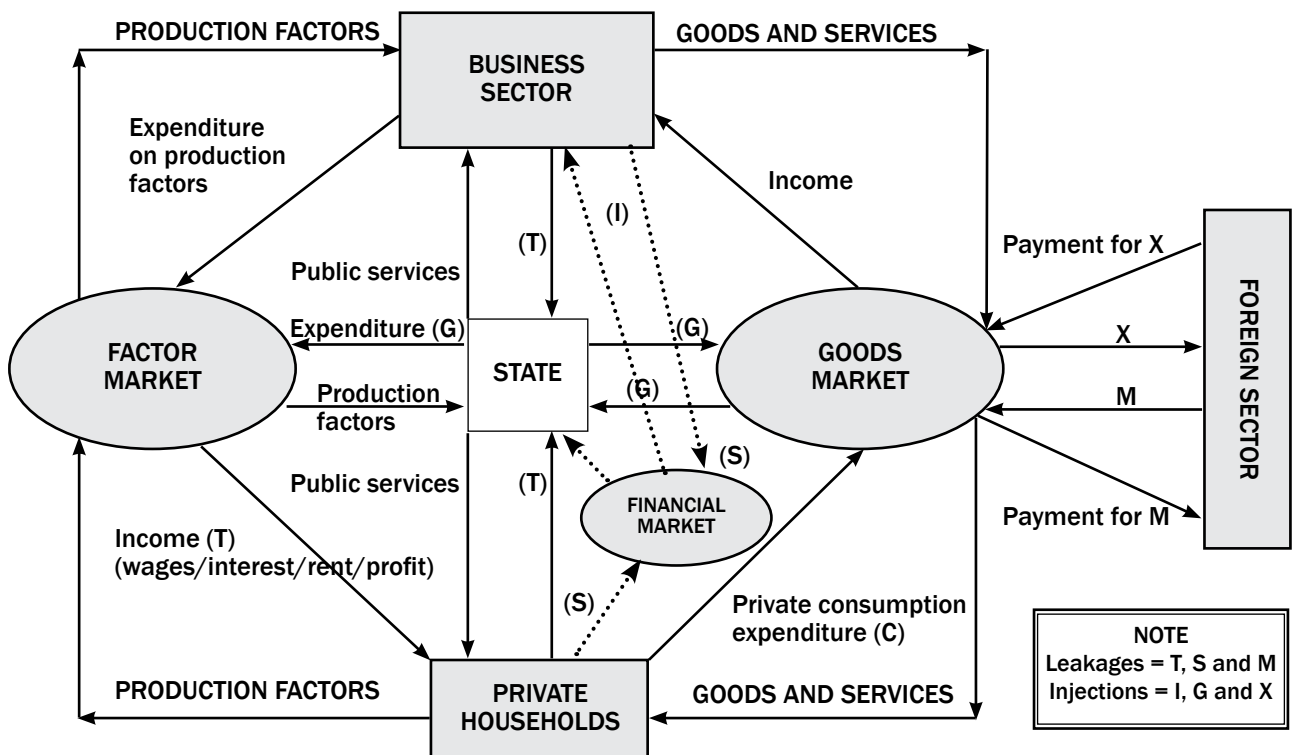 PRODUCTION FACTORS
GOODS AND SERVICES
BUSINESS
SECTOR
Expenditure
on production
factors
Income
(I)
(T)
Payment for X
Public services
Expenditure (G)
(G)
FACTOR
MARKET
STATE
GOODS
MARKET
X
FOREIGN SECTOR
Production
factors
(G)
M
Public services
(T)
(S)
FINANCIAL
MARKET
Payment for M
Income (T)
(wages/interest/rent/profit)
(S)
Private consumption
expenditure (C)
NOTE
Leakages = T, S and M
Injections = I, G and X
PRODUCTION FACTORS
PRIVATE
HOUSEHOLDS
GOODS AND SERVICES